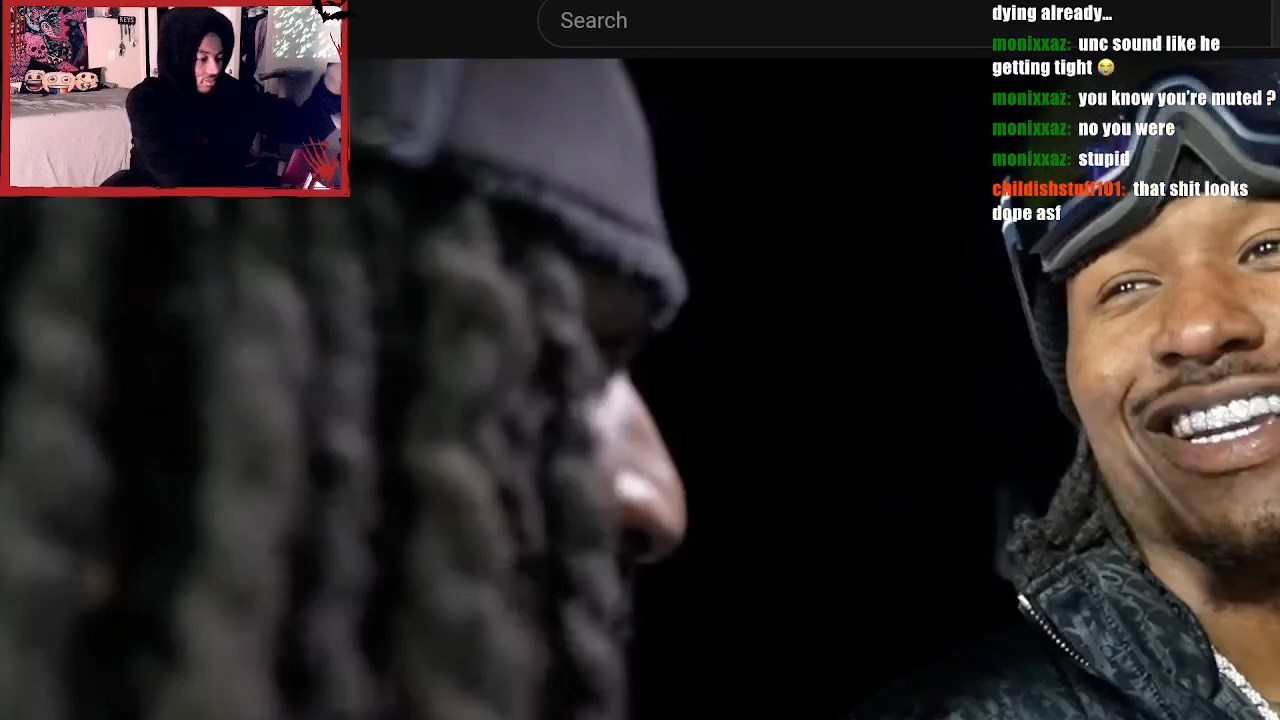 KEYS
Search
dying already...
monixxaz: unc sound like he
getting tight 😭
monixxaz: you know you're muted ?
monixxaz: no you were
monixxaz: stupid
childishstuff101: that shit looks
dope asf